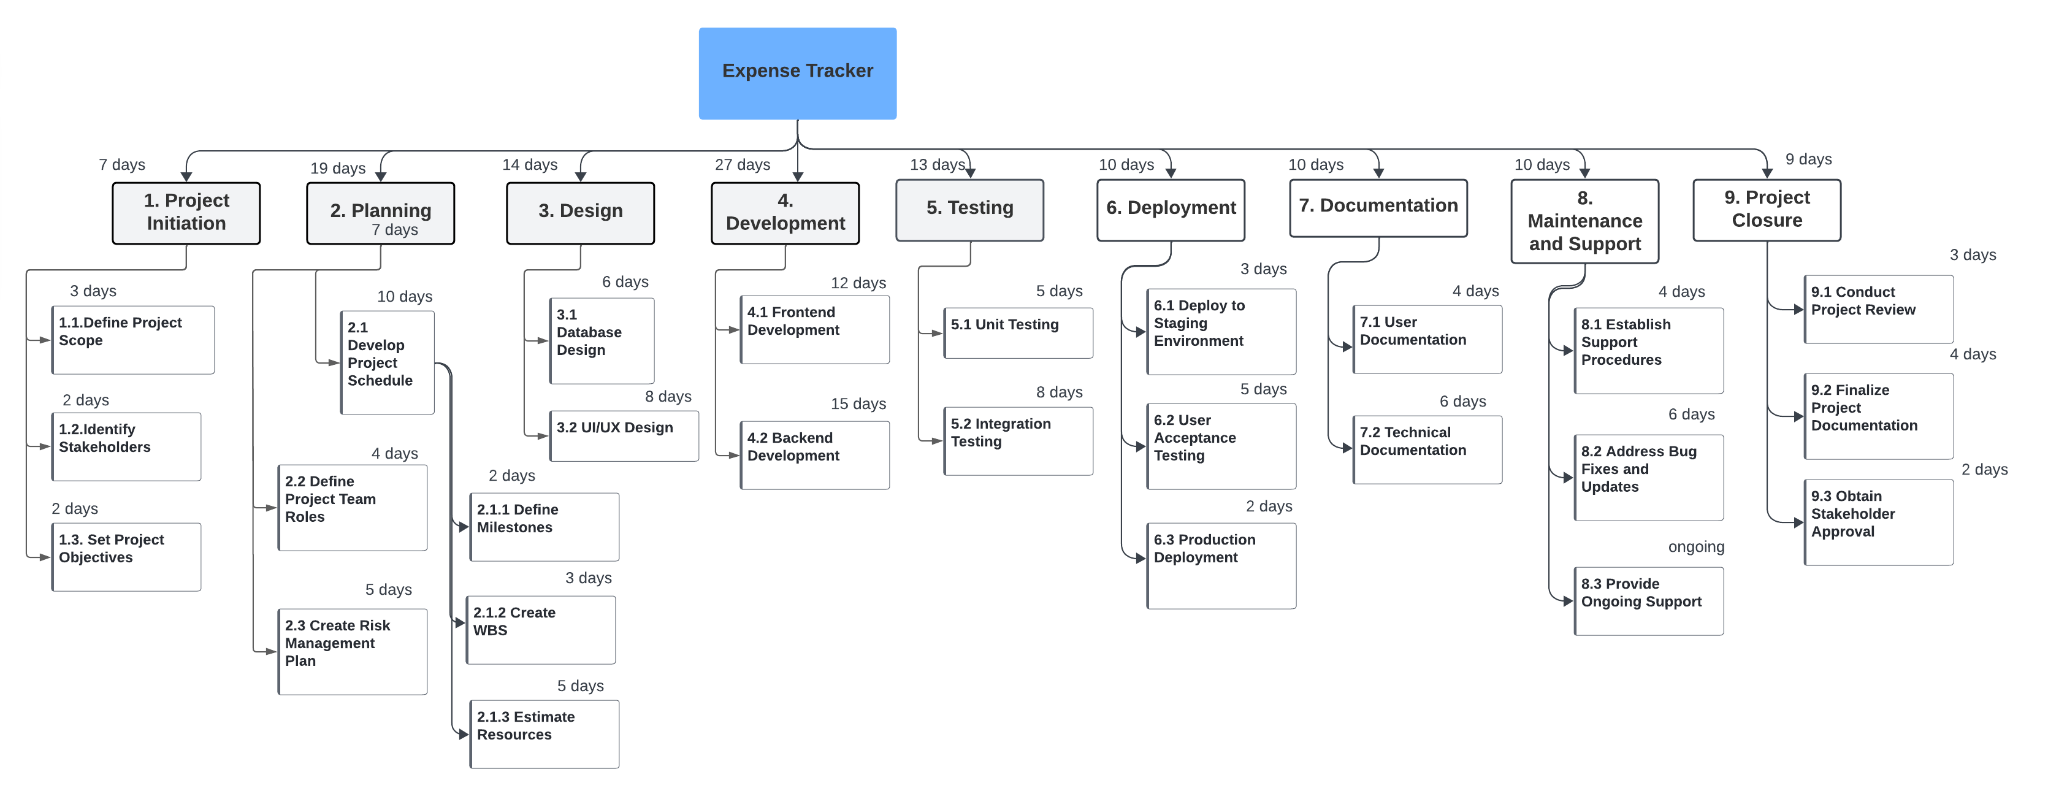 Expense Tracker
7 days
19 days
14 days
27 days
13 days
10 days
10 days
10 days
9 days
1. Project
Initiation
2. Planning
7 days
3. Design
4.
Development
5. Testing
6. Deployment
7. Documentation
8.
Maintenance
and Support
9. Project
Closure
3 days
1.1.Define Project
Scope
2 days
1.2.Identify
Stakeholders
2 days
1.3. Set Project
Objectives
10 days
2.1
Develop
Project
Schedule
4 days
2.2 Define
Project Team
Roles
5 days
2.3 Create Risk
Management
Plan
2 days
2.1.1 Define
Milestones
3 days
2.1.2 Create
WBS
5 days
2.1.3 Estimate
Resources
6 days
3.1
Database
Design
8 days
3.2 UI/UX Design
12 days
4.1 Frontend
Development
15 days
4.2 Backend
Development
5 days
5.1 Unit Testing
8 days
5.2 Integration
Testing
3 days
6.1 Deploy to
Staging
Environment
5 days
6.2 User
Acceptance
Testing
2 days
6.3 Production
Deployment
4 days
7.1 User
Documentation
6 days
7.2 Technical
Documentation
4 days
8.1 Establish
Support
Procedures
6 days
8.2 Address Bug
Fixes and
Updates
ongoing
8.3 Provide
Ongoing Support
3 days
9.1 Conduct
Project Review
4 days
9.2 Finalize
Project
Documentation
2 days
9.3 Obtain
Stakeholder
Approval